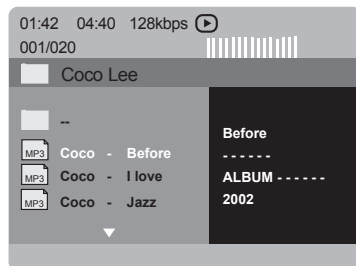 01:42 04:40 128kbps
001/020
Coco Lee
--
MP3 Coco - Before
MP3 Coco - I love
MP3 Coco - Jazz
Before
- - - - - -
ALBUM - - - - - -
2002